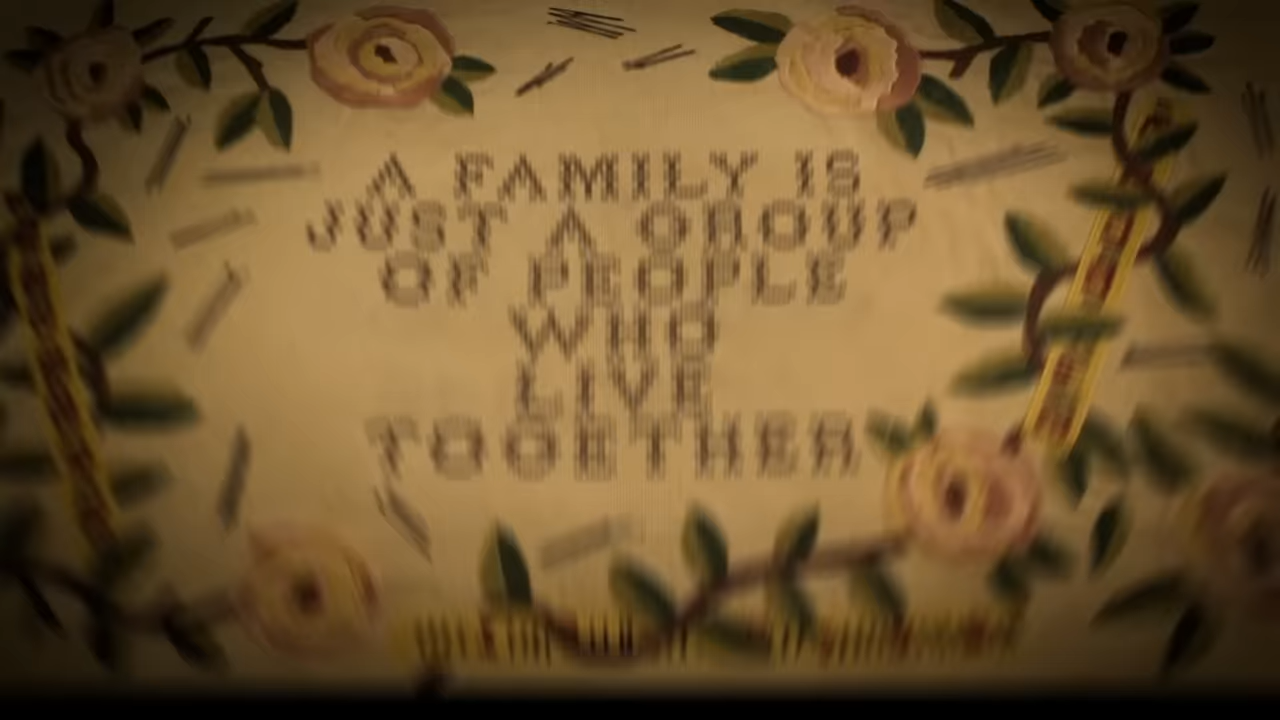 A FAMILY IS
JUST A GROUP
OF PEOPLE
WHO
LIVE
TOGETHER